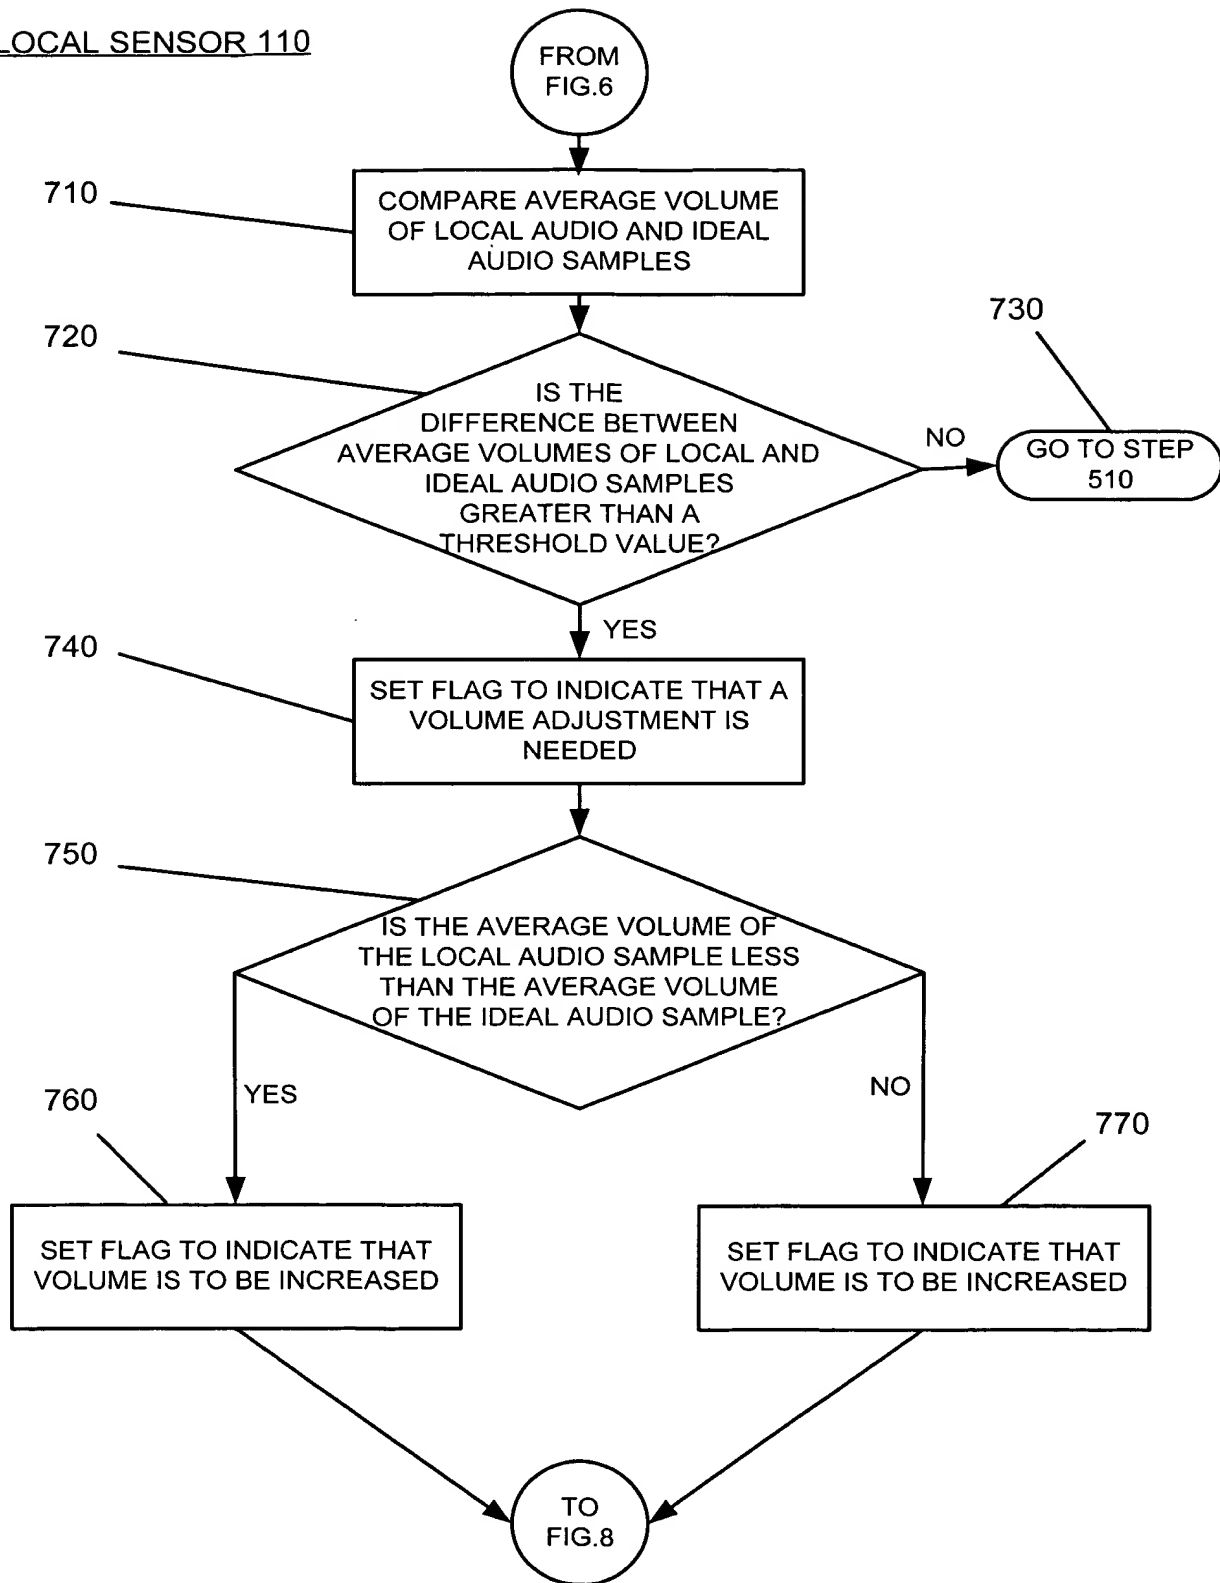 LOCAL SENSOR 110
FROM
FIG.6
710
COMPARE AVERAGE VOLUME
OF LOCAL AUDIO AND IDEAL
AUDIO SAMPLES
720
730
IS THE
DIFFERENCE BETWEEN
AVERAGE VOLUMES OF LOCAL AND
IDEAL AUDIO SAMPLES
GREATER THAN A
THRESHOLD VALUE?
NO
GO TO STEP
510
YES
740
SET FLAG TO INDICATE THAT A
VOLUME ADJUSTMENT IS
NEEDED
750
IS THE AVERAGE VOLUME OF
THE LOCAL AUDIO SAMPLE LESS
THAN THE AVERAGE VOLUME
OF THE IDEAL AUDIO SAMPLE?
YES
NO
760
770
SET FLAG TO INDICATE THAT
VOLUME IS TO BE INCREASED
SET FLAG TO INDICATE THAT
VOLUME IS TO BE INCREASED
TO
FIG.8